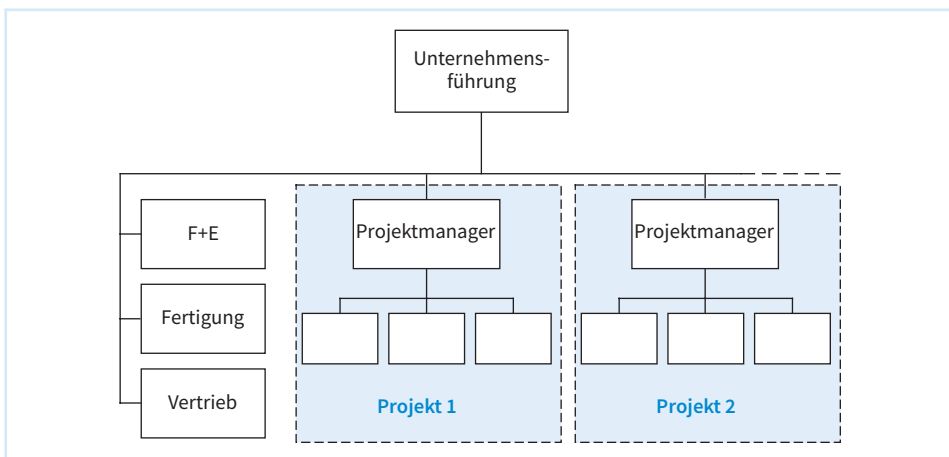 Unternehmens-
führung
F+E
Fertigung
Vertrieb
Projektmanager
Projekt 1
Projektmanager
Projekt 2